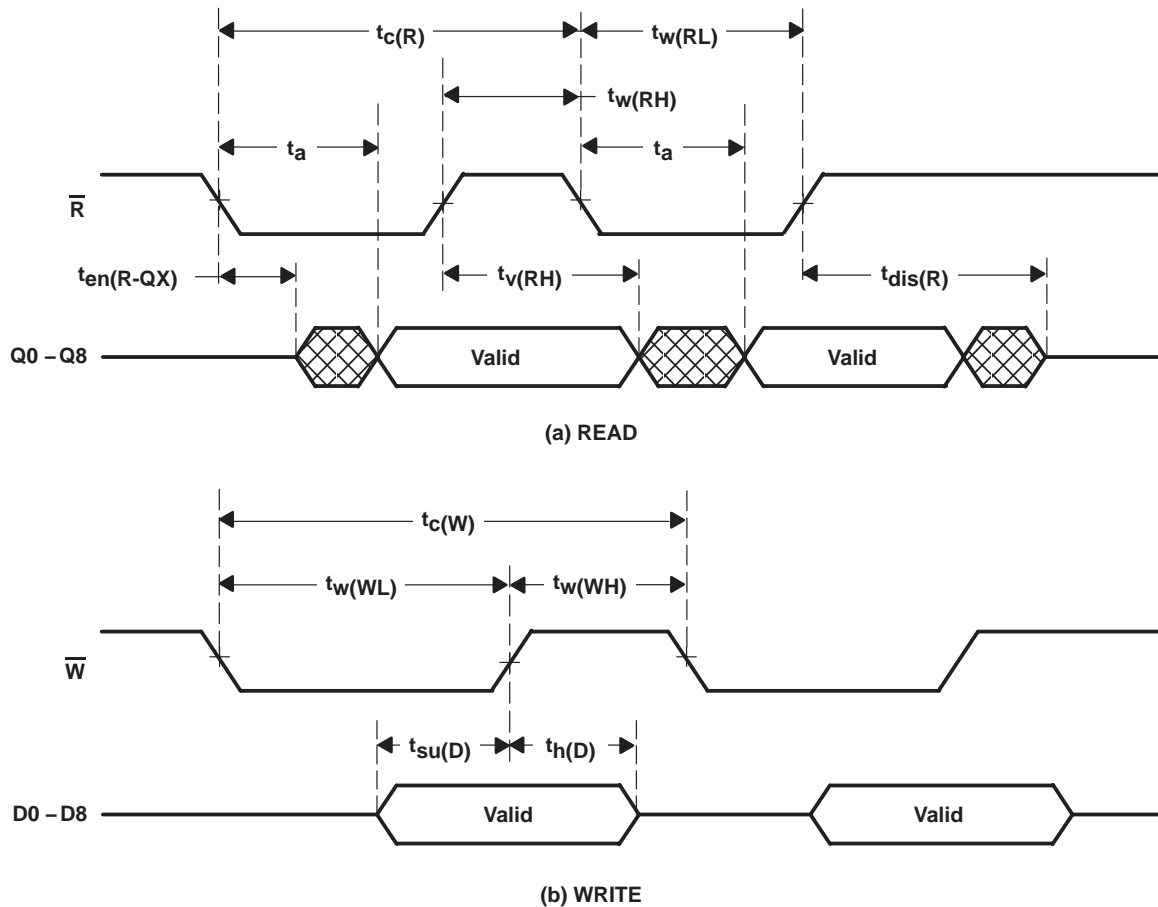 tc(R) tw(RL)
tw(RH)
ta ta
R̅
ten(R-QX) tv(RH) tdis(R)
Q0 – Q8 Valid Valid
(a) READ
tc(W)
tw(WL) tw(WH)
W̅
tsu(D) th(D)
D0 – D8 Valid Valid
(b) WRITE